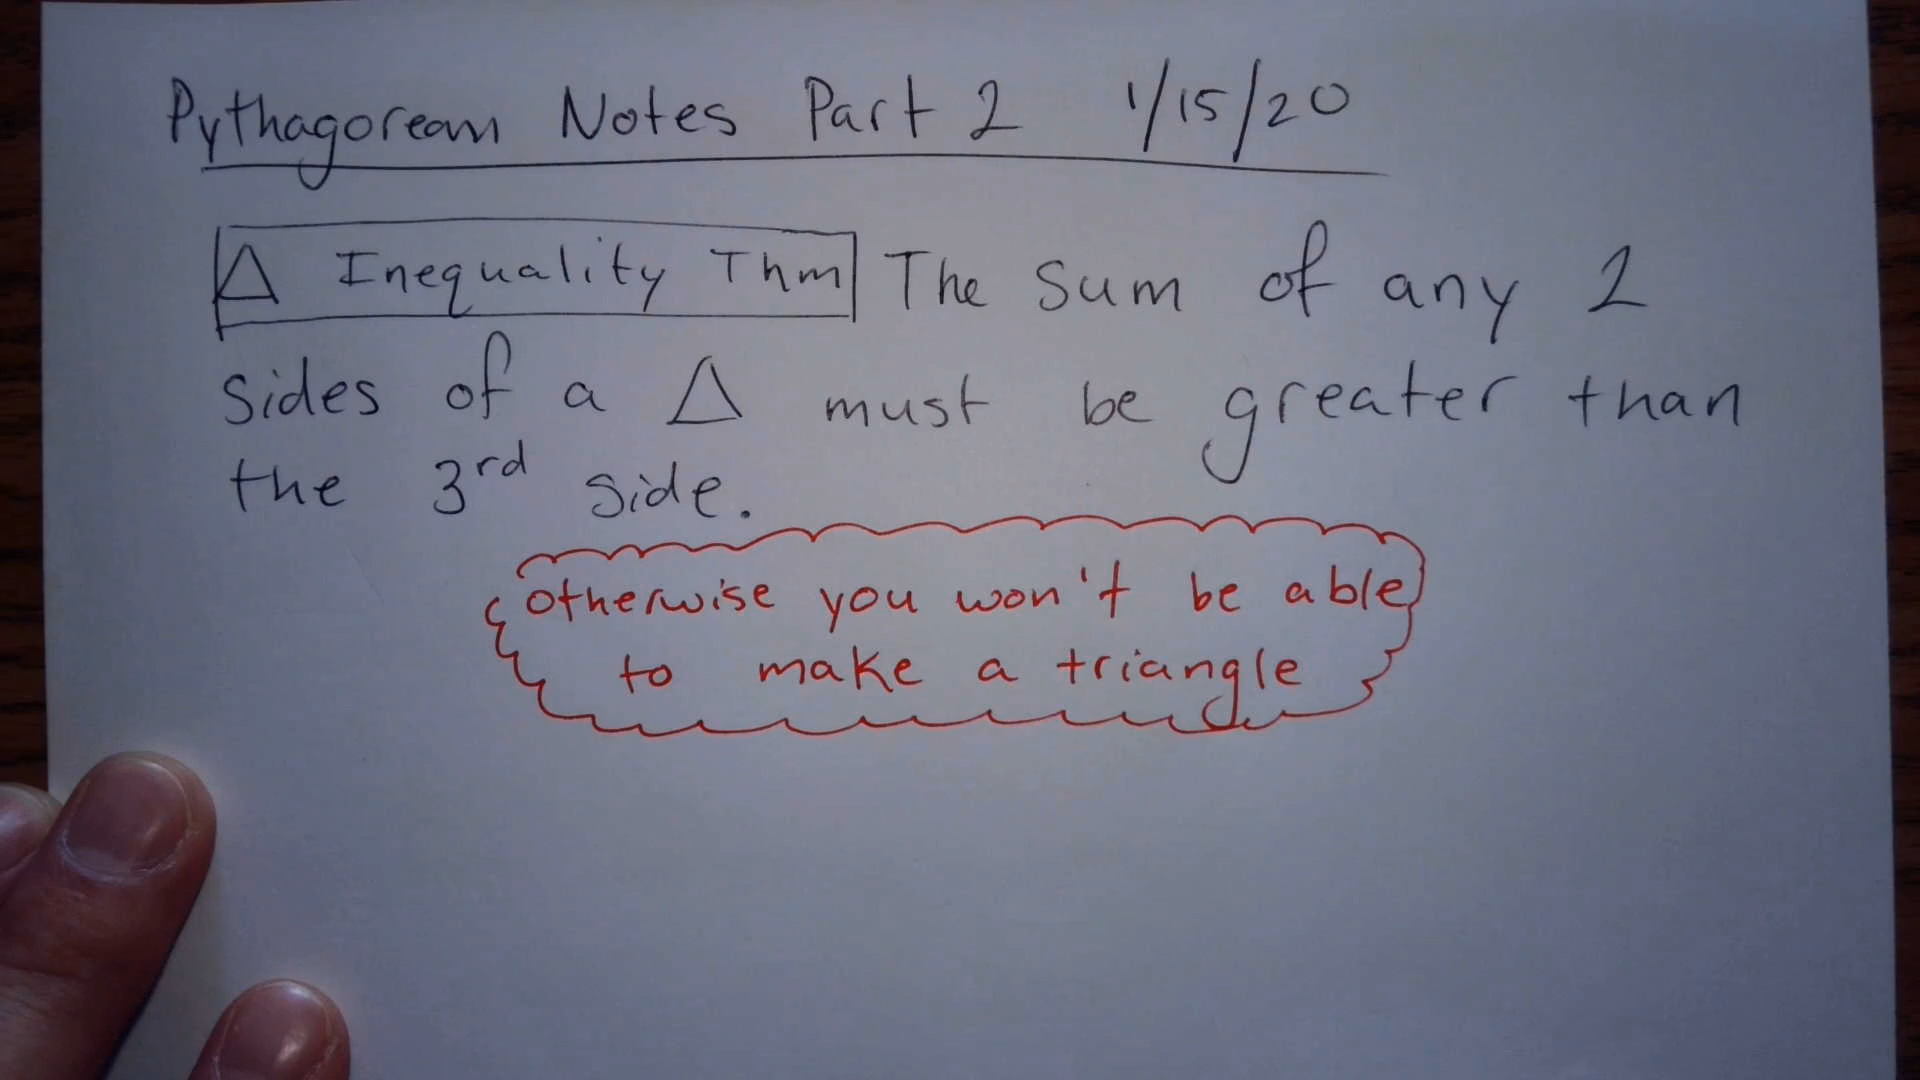 Pythagorean Notes Part 2 1/15/20
Δ Inequality Thm The sum of any 2
sides of a Δ must be greater than
the 3rd side.
otherwise you won't be able
to make a triangle